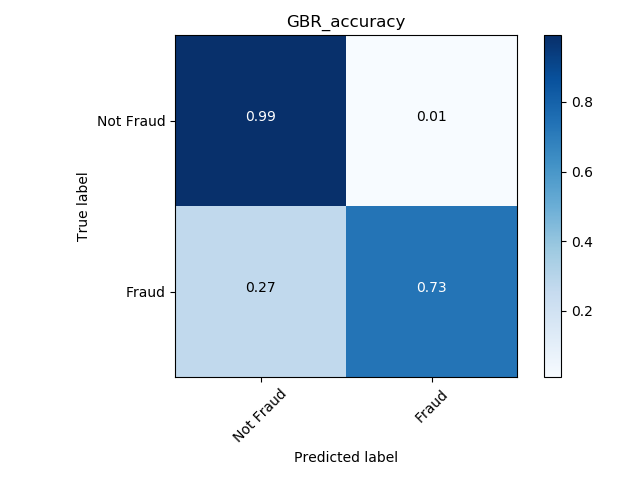 GBR_accuracy
True label
Not Fraud
0.99
0.01
Fraud
0.27
0.73
Not Fraud
Fraud
Predicted label
0.8
0.6
0.4
0.2